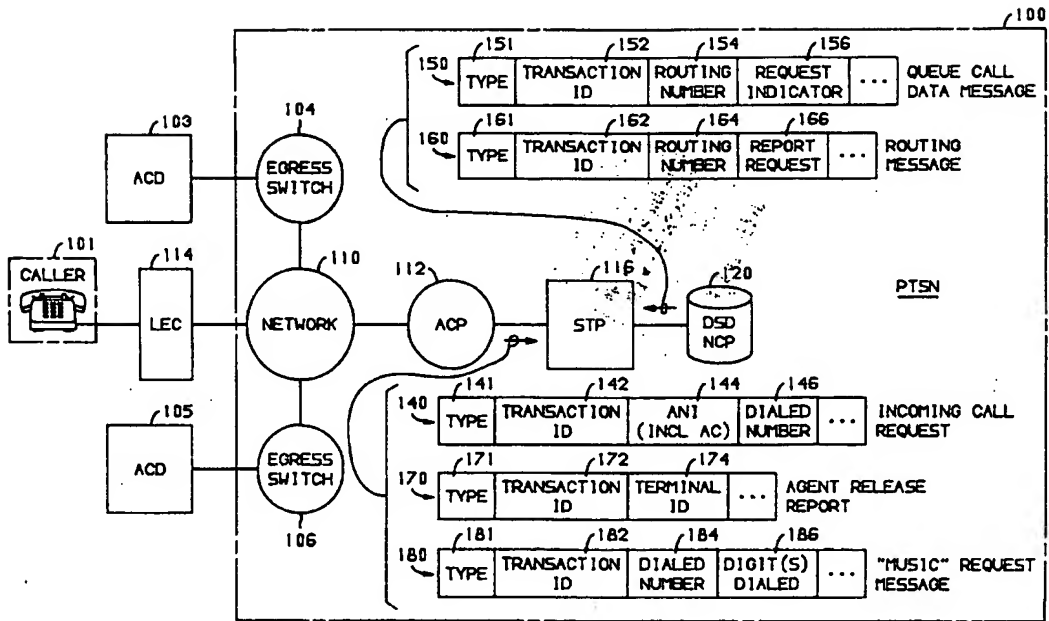 100
151 152 154 156
150 TYPE TRANSACTION ID ROUTING NUMBER REQUEST INDICATOR ... QUEUE CALL DATA MESSAGE
161 162 164 166
160 TYPE TRANSACTION ID ROUTING NUMBER REPORT REQUEST ... ROUTING MESSAGE
103
ACD
104
EGRESS SWITCH
101
CALLER
114
LEC
110
NETWORK
112
ACP
116
STP
120
DSD NCP
PTSN
105
ACD
EGRESS SWITCH
106
141 142 144 146
140 TYPE TRANSACTION ID ANI (INCL AC) DIALED NUMBER ... INCOMING CALL REQUEST
171 172 174
170 TYPE TRANSACTION ID TERMINAL ID ... AGENT RELEASE REPORT
181 182 184 186
180 TYPE TRANSACTION ID DIALED NUMBER DIGIT(S) DIALED ... "MUSIC" REQUEST MESSAGE